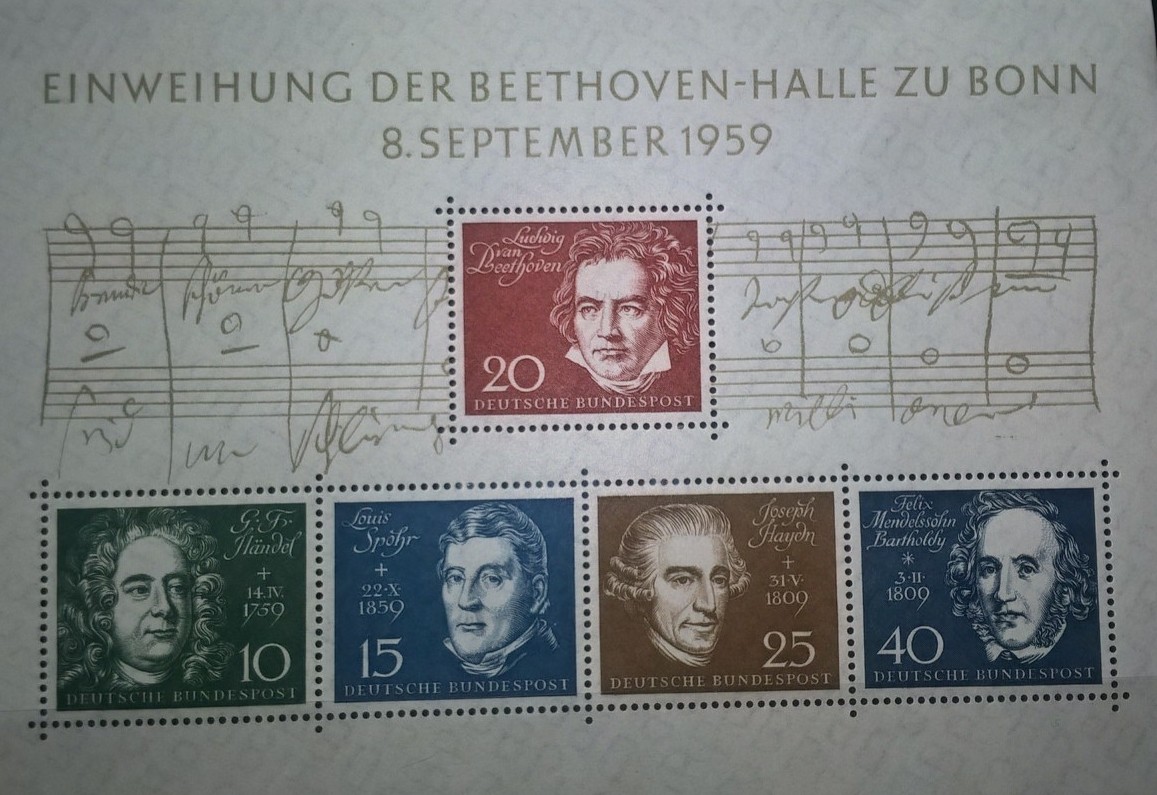 EINWEIHUNG DER BEETHOVEN-HALLE ZU BONN
8. SEPTEMBER 1959
Ludwig
van
Beethoven
20
DEUTSCHE BUNDESPOST
G. Fr.
Händel
+
14.IV.
1759
10
DEUTSCHE BUNDESPOST
Louis
Spohr
+
22·X·
1859
15
DEUTSCHE BUNDESPOST
Joseph
Haydn
+
31·V·
1809
25
DEUTSCHE BUNDESPOST
Felix
Mendelssohn
Bartholdy
*
3·II·
1809
40
DEUTSCHE BUNDESPOST